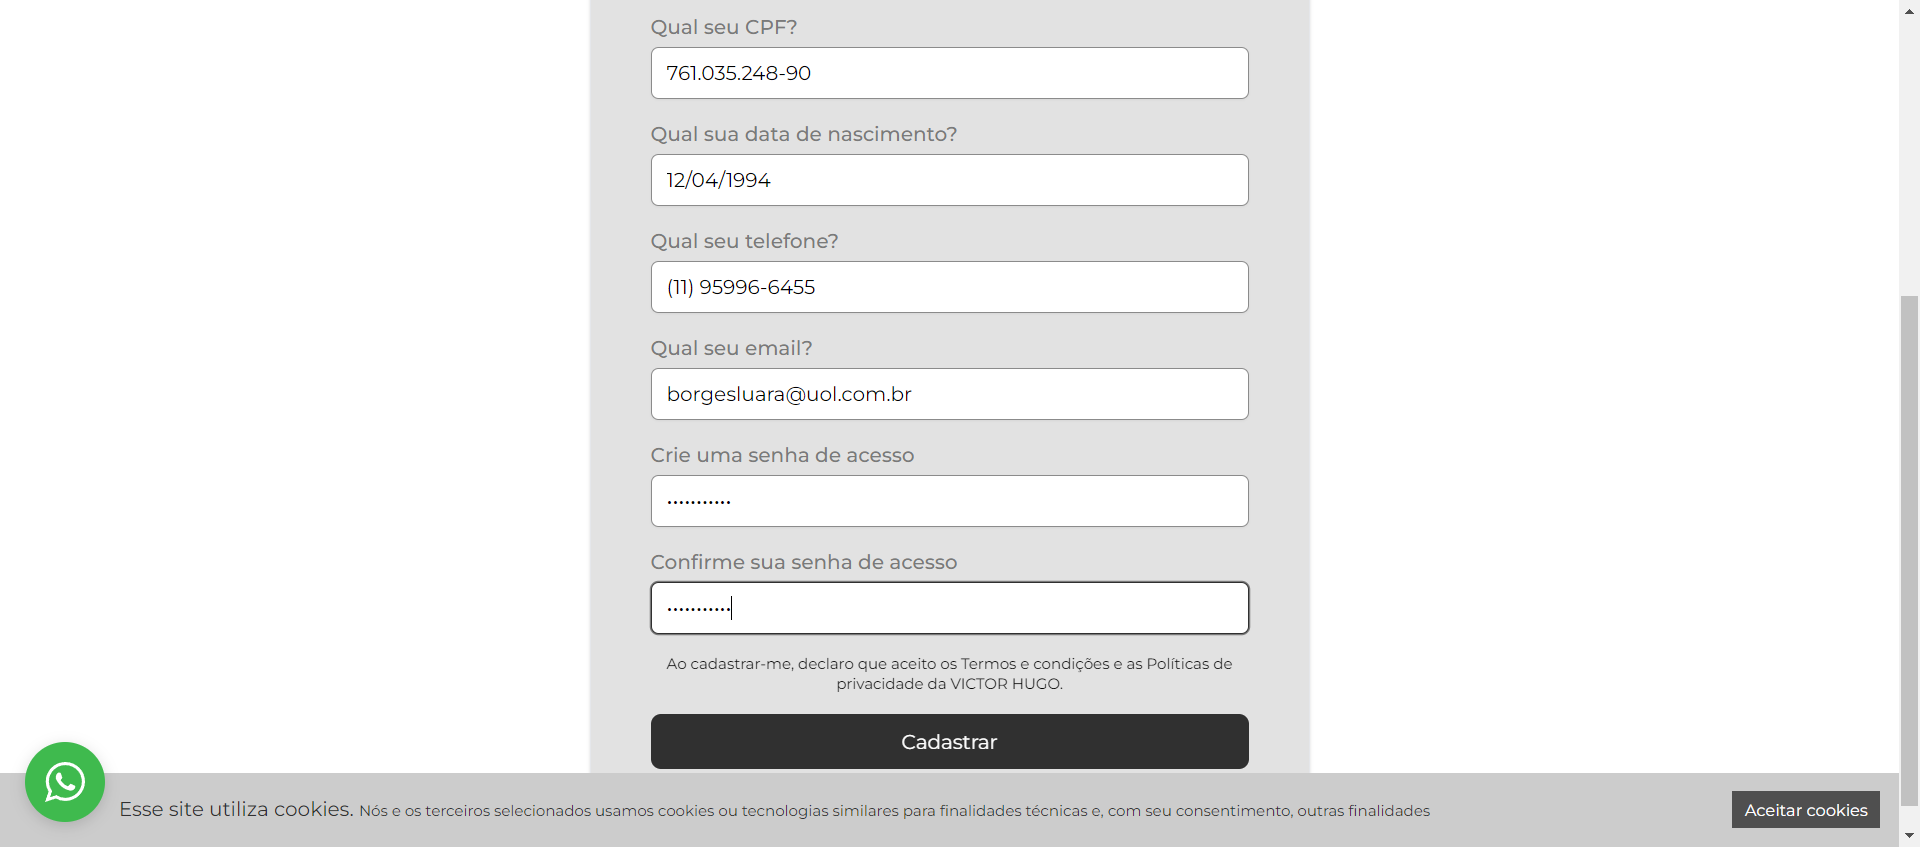 Qual seu CPF?
761.035.248-90
Qual sua data de nascimento?
12/04/1994
Qual seu telefone?
(11) 95996-6455
Qual seu email?
borgesluara@uol.com.br
Crie uma senha de acesso
•••••••••••
Confirme sua senha de acesso
•••••••••••
Ao cadastrar-me, declaro que aceito os Termos e condições e as Políticas de
privacidade da VICTOR HUGO.
Cadastrar
Esse site utiliza cookies. Nós e os terceiros selecionados usamos cookies ou tecnologias similares para finalidades técnicas e, com seu consentimento, outras finalidades
Aceitar cookies